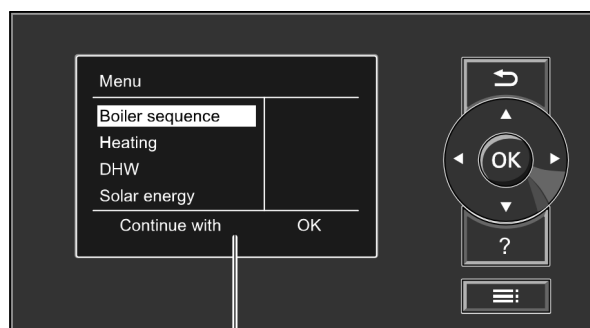 Menu
Boiler sequence
Heating
DHW
Solar energy
Continue with OK
OK
?